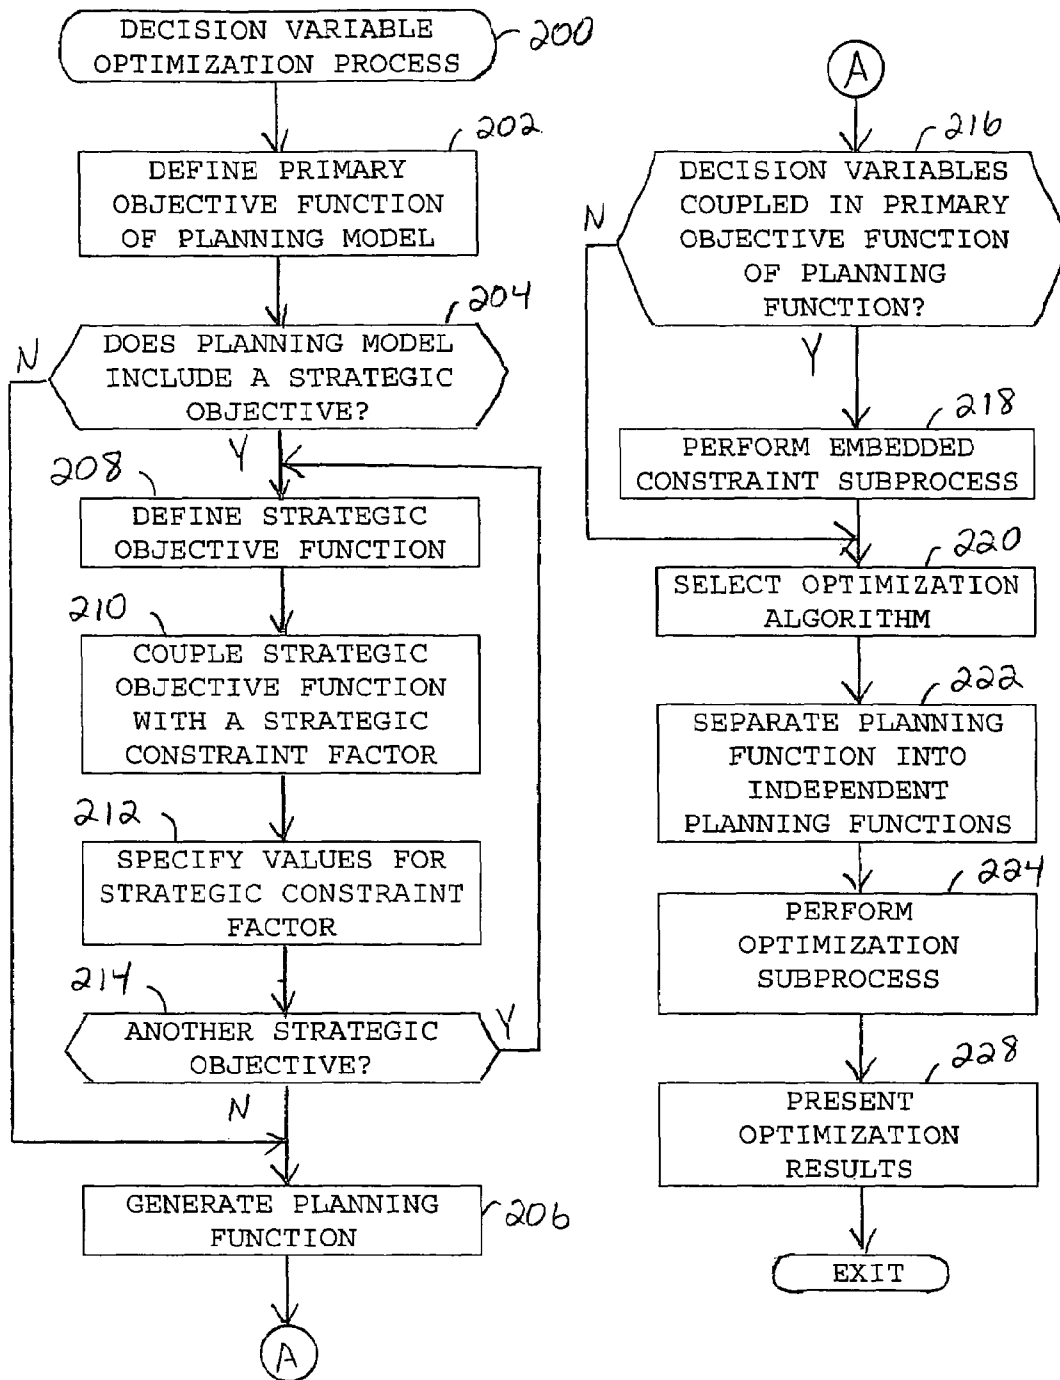 DECISION VARIABLE
OPTIMIZATION PROCESS
200
202
DEFINE PRIMARY
OBJECTIVE FUNCTION
OF PLANNING MODEL
204
DOES PLANNING MODEL
INCLUDE A STRATEGIC
OBJECTIVE?
N
Y
208
DEFINE STRATEGIC
OBJECTIVE FUNCTION
210
COUPLE STRATEGIC
OBJECTIVE FUNCTION
WITH A STRATEGIC
CONSTRAINT FACTOR
212
SPECIFY VALUES FOR
STRATEGIC CONSTRAINT
FACTOR
214
ANOTHER STRATEGIC
OBJECTIVE?
Y
N
GENERATE PLANNING
FUNCTION
206
A
A
216
DECISION VARIABLES
COUPLED IN PRIMARY
OBJECTIVE FUNCTION
OF PLANNING
FUNCTION?
N
Y
218
PERFORM EMBEDDED
CONSTRAINT SUBPROCESS
220
SELECT OPTIMIZATION
ALGORITHM
222
SEPARATE PLANNING
FUNCTION INTO
INDEPENDENT
PLANNING FUNCTIONS
224
PERFORM
OPTIMIZATION
SUBPROCESS
228
PRESENT
OPTIMIZATION
RESULTS
EXIT